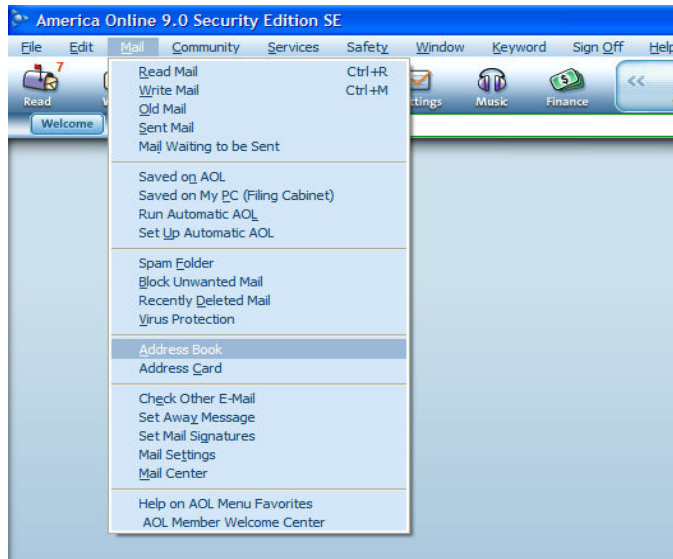 America Online 9.0 Security Edition SE
File Edit Mail Community Services Safety Window Keyword Sign Off Help
7
Read Music Finance <<
Welcome
Read Mail Ctrl+R
Write Mail Ctrl+M
Old Mail
Sent Mail
Mail Waiting to be Sent
Saved on AOL
Saved on My PC (Filing Cabinet)
Run Automatic AOL
Set Up Automatic AOL
Spam Folder
Block Unwanted Mail
Recently Deleted Mail
Virus Protection
Address Book
Address Card
Check Other E-Mail
Set Away Message
Set Mail Signatures
Mail Settings
Mail Center
Help on AOL Menu Favorites
AOL Member Welcome Center